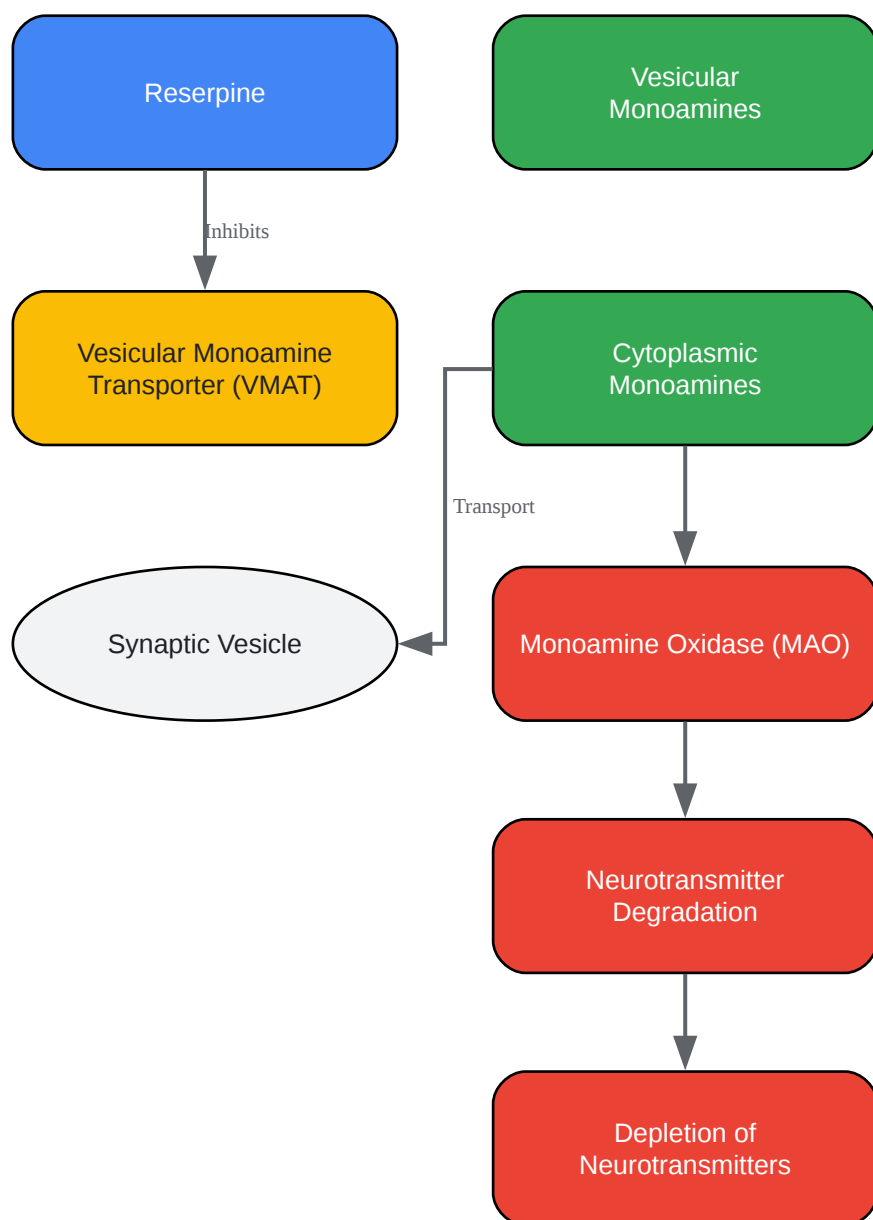 Reserpine
Vesicular
Monoamines
Inhibits
Vesicular Monoamine
Transporter (VMAT)
Cytoplasmic
Monoamines
Transport
Synaptic Vesicle
Monoamine Oxidase (MAO)
Neurotransmitter
Degradation
Depletion of
Neurotransmitters